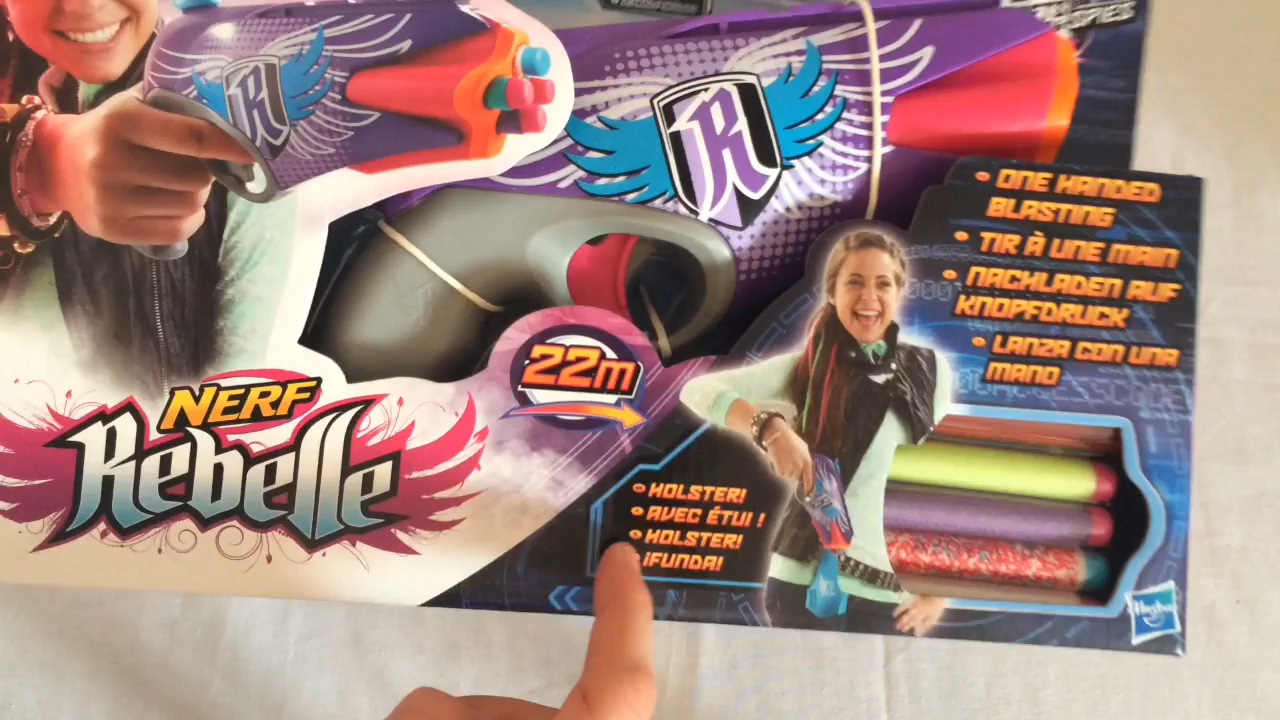 R
R
• ONE HANDED
BLASTING
• TIR À UNE MAIN
• NACHLADEN AUF
KNOPFDRUCK
• LANZA CON UNA
MANO
22m
NERF
Rebelle
• HOLSTER!
• AVEC ÉTUI !
• HOLSTER!
• ¡FUNDA!
Hasbro